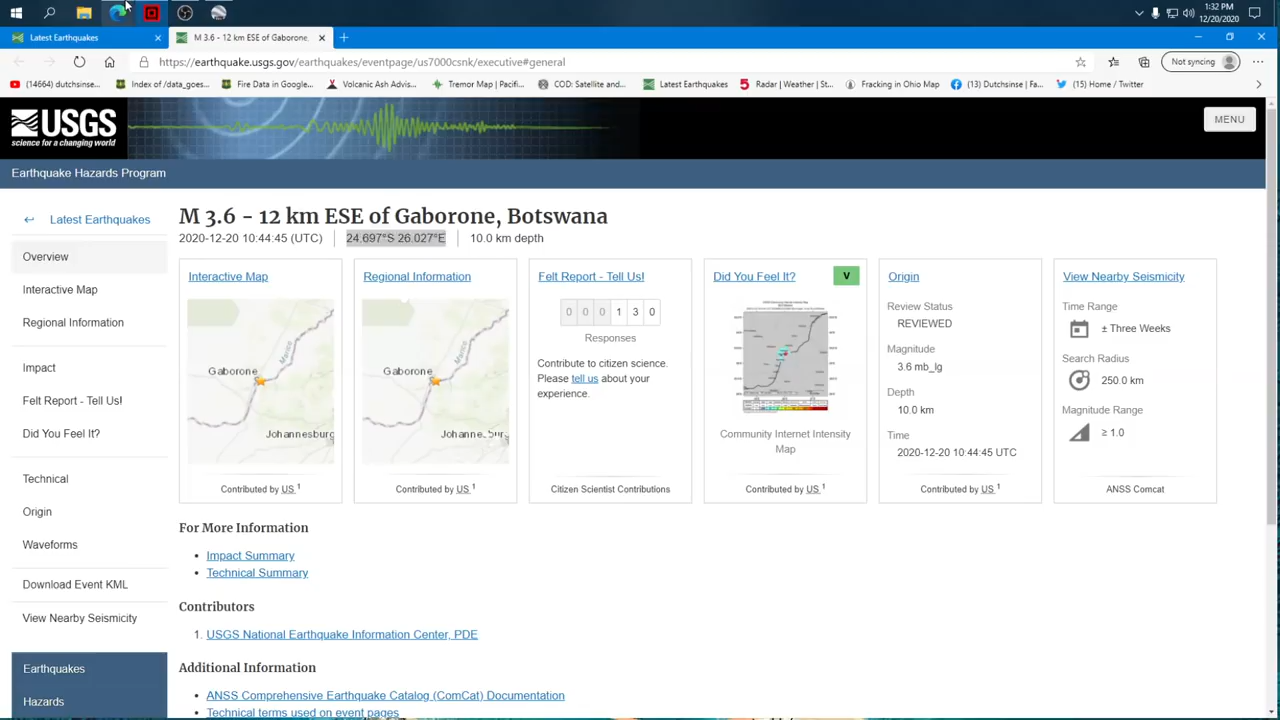 1:32 PM
12/20/2020
Latest Earthquakes
M 3.6 - 12 km ESE of Gaborone,
https://earthquake.usgs.gov/earthquakes/eventpage/us7000csnk/executive#general
Not syncing
(14664) dutchsinse...
Index of /data_goes...
Fire Data in Google...
Volcanic Ash Advis...
Tremor Map | Pacifi...
COD: Satellite and...
Latest Earthquakes
Radar | Weather | St...
Fracking in Ohio Map
(13) Dutchsinse | Fa...
(15) Home / Twitter
USGS
science for a changing world
MENU
Earthquake Hazards Program
Latest Earthquakes
Overview
Interactive Map
Regional Information
Impact
Felt Report - Tell Us!
Did You Feel It?
Technical
Origin
Waveforms
Download Event KML
View Nearby Seismicity
Earthquakes
Hazards
M 3.6 - 12 km ESE of Gaborone, Botswana
2020-12-20 10:44:45 (UTC)
24.697°S 26.027°E
10.0 km depth
Interactive Map
Gaborone
Johannesburg
Contributed by US 1
Regional Information
Gaborone
Contributed by US 1
Felt Report - Tell Us!
0 0 0 1 3 0
Responses
Contribute to citizen science.
Please tell us about your
experience.
Citizen Scientist Contributions
Did You Feel It?
V
Community Internet Intensity
Map
Contributed by US 1
Origin
Review Status
REVIEWED
Magnitude
3.6 mb_lg
Depth
10.0 km
Time
2020-12-20 10:44:45 UTC
Contributed by US 1
View Nearby Seismicity
Time Range
± Three Weeks
Search Radius
250.0 km
Magnitude Range
≥ 1.0
ANSS Comcat
For More Information
• Impact Summary
• Technical Summary
Contributors
1. USGS National Earthquake Information Center, PDE
Additional Information
• ANSS Comprehensive Earthquake Catalog (ComCat) Documentation
• Technical terms used on event pages